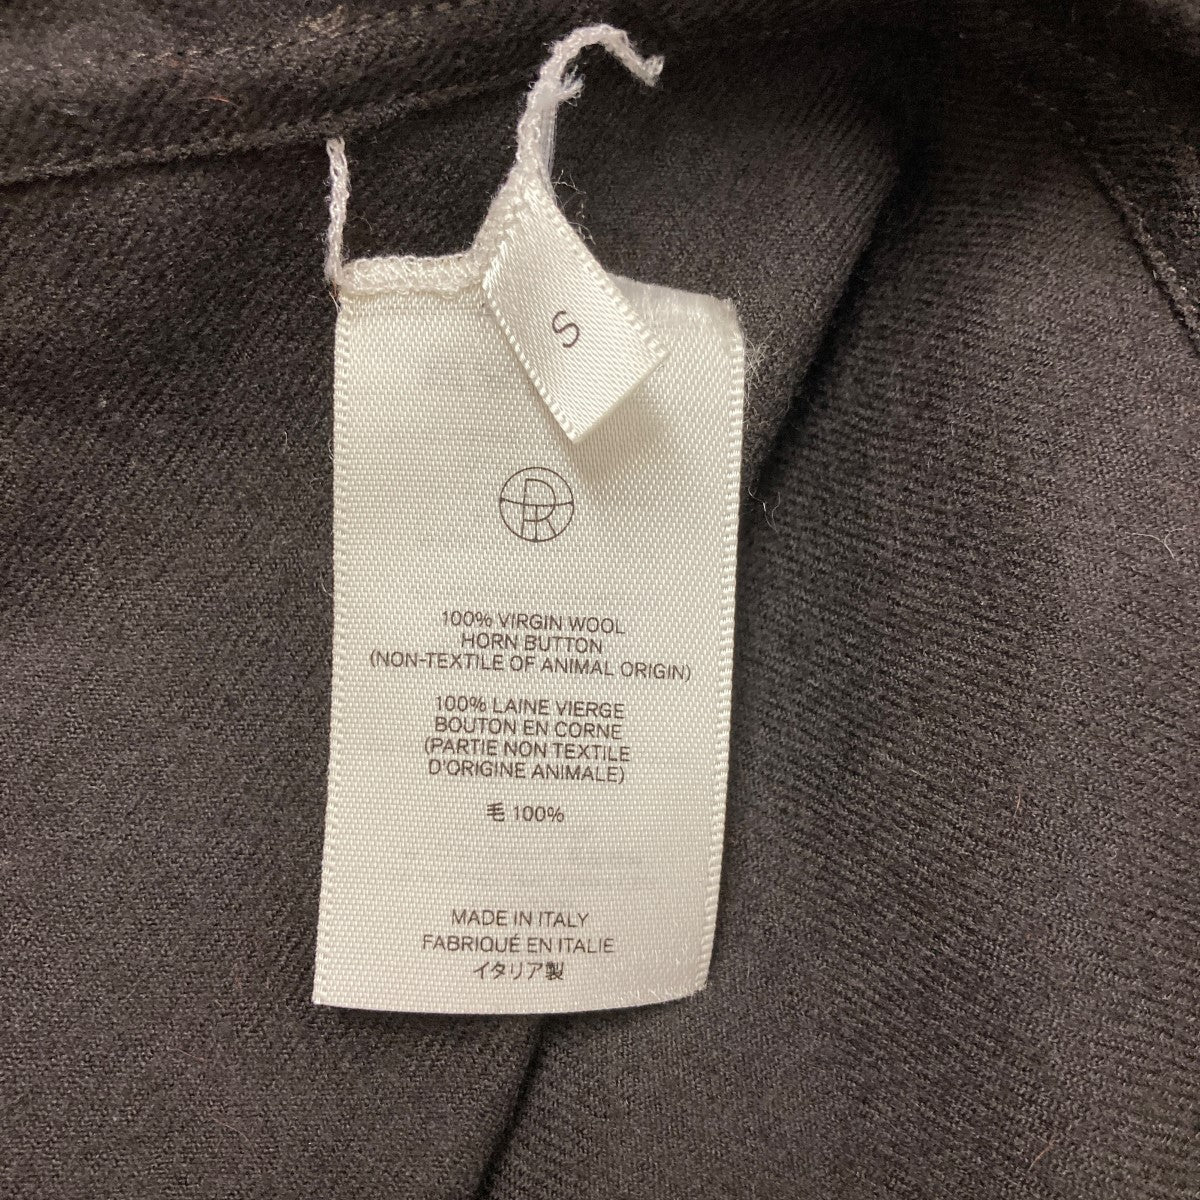 S
100% VIRGIN WOOL
HORN BUTTON
(NON-TEXTILE OF ANIMAL ORIGIN)
100% LAINE VIERGE
BOUTON EN CORNE
(PARTIE NON TEXTILE
D'ORIGINE ANIMALE)
毛 100%
MADE IN ITALY
FABRIQUÉ EN ITALIE
イタリア製